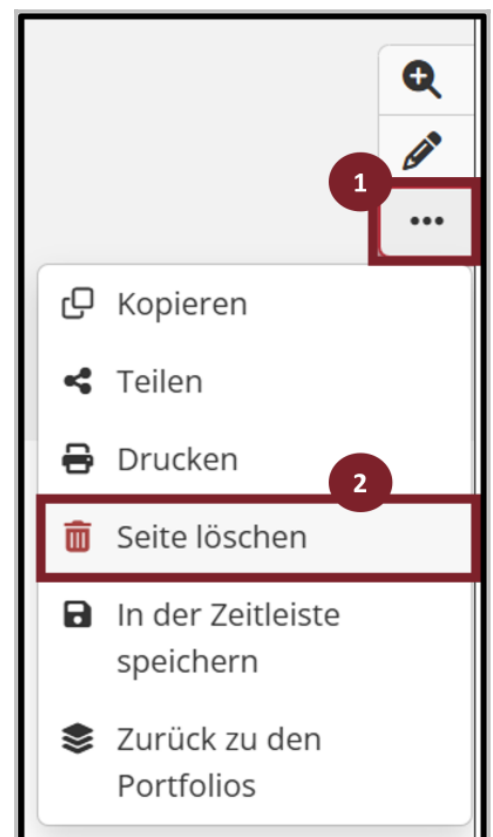 1
Kopieren
Teilen
Drucken
2
Seite löschen
In der Zeitleiste
speichern
Zurück zu den
Portfolios